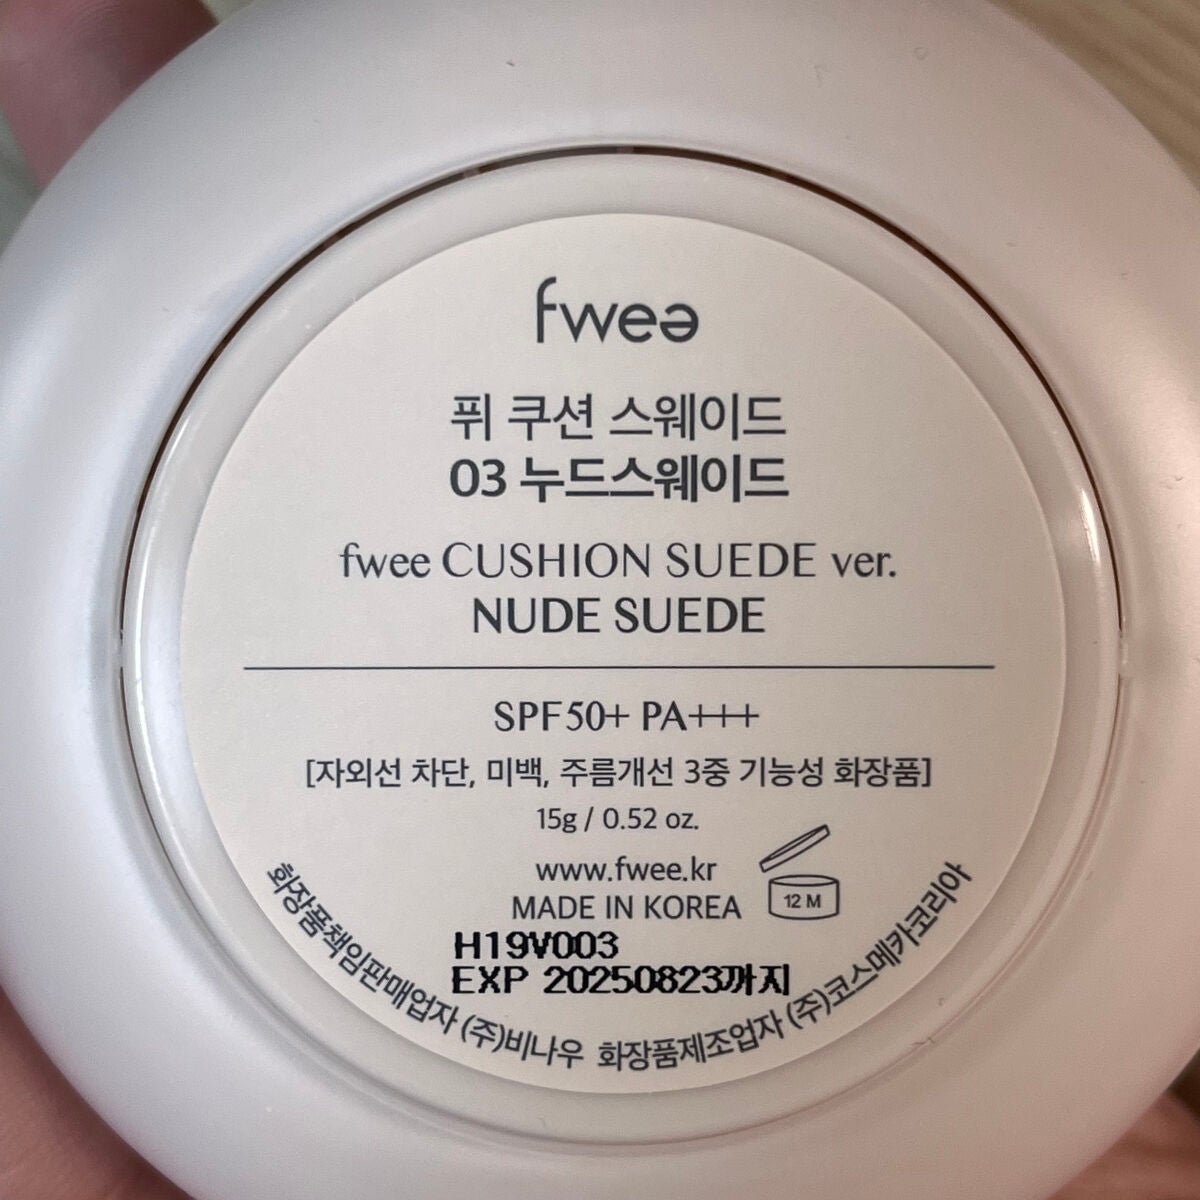 fwee
퓌 쿠션 스웨이드
03 누드스웨이드
fwee CUSHION SUEDE ver.
NUDE SUEDE
SPF50+ PA+++
[자외선 차단, 미백, 주름개선 3중 기능성 화장품]
15g / 0.52 oz.
www.fwee.kr
MADE IN KOREA
12 M
H19V003
EXP 20250823까지
화장품책임판매업자 (주)비나우 화장품제조업자 (주)코스메카코리아